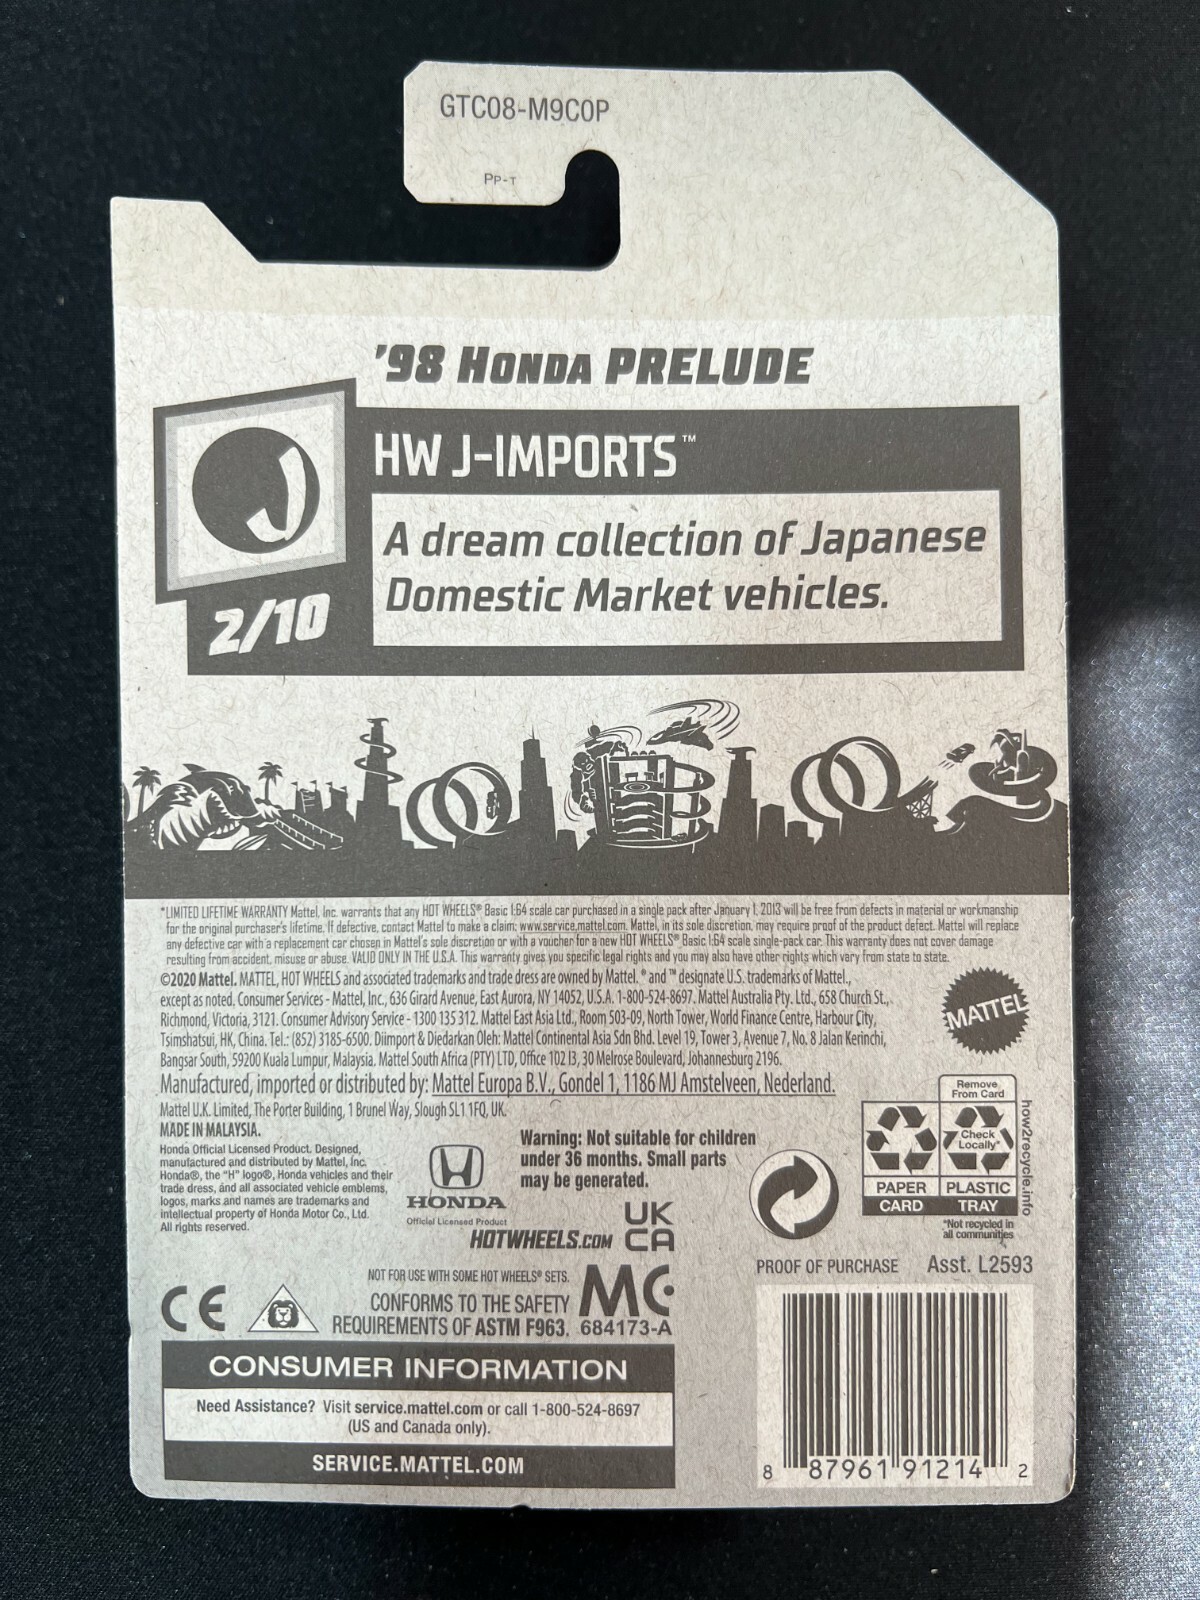 GTC08-M9C0P
PP-T
'98 HONDA PRELUDE
HW J-IMPORTS™
J
A dream collection of Japanese
Domestic Market vehicles.
2/10
*LIMITED LIFETIME WARRANTY Mattel, Inc. warrants that any HOT WHEELS® Basic 1:64 scale car purchased in a single pack after January 1, 2013 will be free from defects in material or workmanship
for the original purchaser's lifetime. If defective, contact Mattel to make a claim: www.service.mattel.com. Mattel, in its sole discretion, may require proof of the product defect. Mattel will replace
any defective car with a replacement car chosen in Mattel's sole discretion or with a voucher for a new HOT WHEELS® Basic 1:64 scale single-pack car. This warranty does not cover damage
resulting from accident, misuse or abuse. VALID ONLY IN THE U.S.A. This warranty gives you specific legal rights and you may also have other rights which vary from state to state.
©2020 Mattel. MATTEL, HOT WHEELS and associated trademarks and trade dress are owned by Mattel. ® and ™ designate U.S. trademarks of Mattel.,
except as noted. Consumer Services - Mattel, Inc., 636 Girard Avenue, East Aurora, NY 14052, U.S.A. 1-800-524-8697. Mattel Australia Pty. Ltd., 658 Church St.,
Richmond, Victoria, 3121. Consumer Advisory Service - 1300 135 312. Mattel East Asia Ltd., Room 503-09, North Tower, World Finance Centre, Harbour City,
Tsimshatsui, HK, China. Tel.: (852) 3185-6500. Diimport & Diedarkan Oleh: Mattel Continental Asia Sdn Bhd. Level 19, Tower 3, Avenue 7, No. 8 Jalan Kerinchi,
Bangsar South, 59200 Kuala Lumpur, Malaysia. Mattel South Africa (PTY) LTD, Office 102 I3, 30 Melrose Boulevard, Johannesburg 2196.
MATTEL
Manufactured, imported or distributed by: Mattel Europa B.V., Gondel 1, 1186 MJ Amstelveen, Nederland.
Mattel U.K. Limited, The Porter Building, 1 Brunel Way, Slough SL1 1FQ, UK.
MADE IN MALAYSIA.
Honda Official Licensed Product. Designed,
manufactured and distributed by Mattel, Inc.
Honda®, the "H" logo®, Honda vehicles and their
trade dress, and all associated vehicle emblems,
logos, marks and names are trademarks and
intellectual property of Honda Motor Co., Ltd.
All rights reserved.
HONDA
Official Licensed Product
Warning: Not suitable for children
under 36 months. Small parts
may be generated.
HOTWHEELS.COM
UK
CA
Remove
From Card
Check
Locally*
PAPER
CARD
PLASTIC
TRAY
*Not recycled in
all communities
how2recycle.info
NOT FOR USE WITH SOME HOT WHEELS® SETS.
CONFORMS TO THE SAFETY
REQUIREMENTS OF ASTM F963.
CE
MC
684173-A
PROOF OF PURCHASE
Asst. L2593
CONSUMER INFORMATION
Need Assistance? Visit service.mattel.com or call 1-800-524-8697
(US and Canada only).
SERVICE.MATTEL.COM
8 87961 91214 2